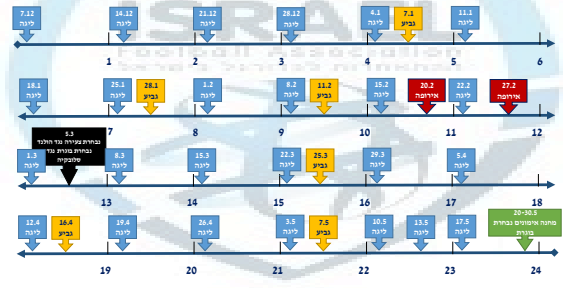 ISRAEL
Football Association
7.12
ליגה
14.12
ליגה
21.12
ליגה
28.12
ליגה
4.1
ליגה
7.1
גביע
11.1
ליגה
1 2 3 4 5 6
18.1
ליגה
25.1
ליגה
28.1
גביע
1.2
ליגה
8.2
ליגה
11.2
גביע
15.2
ליגה
20.2
אירופה
22.2
ליגה
27.2
אירופה
7 8 9 10 11 12
1.3
ליגה
5.3
נבחרת צעירה נגד הולנד
נבחרת בוגרת נגד
סלובקיה
8.3
ליגה
15.3
ליגה
22.3
ליגה
25.3
גביע
29.3
ליגה
5.4
ליגה
13 14 15 16 17 18
12.4
ליגה
16.4
גביע
19.4
ליגה
26.4
ליגה
3.5
ליגה
7.5
גביע
10.5
ליגה
13.5
ליגה
17.5
ליגה
20-30.5
מחנה אימונים נבחרת
בוגרת
19 20 21 22 23 24